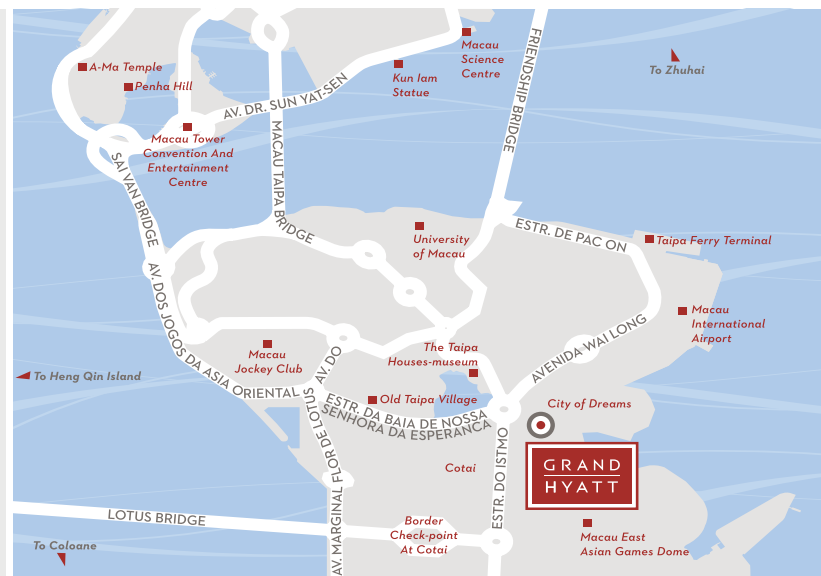 A-Ma Temple
Penha Hill
Macau
Science
Centre
Kun Iam
Statue
To Zhuhai
FRIENDSHIP BRIDGE
AV. DR. SUN YAT-SEN
Macau Tower
Convention And
Entertainment
Centre
MACAU TAIPA BRIDGE
SAI VAN BRIDGE
University
of Macau
ESTR. DE PAC ON
Taipa Ferry Terminal
AV. DOS JOGOS DA ASIA ORIENTAL
Macau
International
Airport
AVENIDA WAI LONG
Macau
Jockey Club
The Taipa
Houses-museum
AV. DO
To Heng Qin Island
Old Taipa Village
ESTR. DA BAIA DE NOSSA
SENHORA DA ESPERANCA
City of Dreams
GRAND
HYATT
Cotai
AV. MARGINAL FLOR DE LOTUS
ESTR. DO ISTMO
LOTUS BRIDGE
Border
Check-point
At Cotai
Macau East
Asian Games Dome
To Coloane